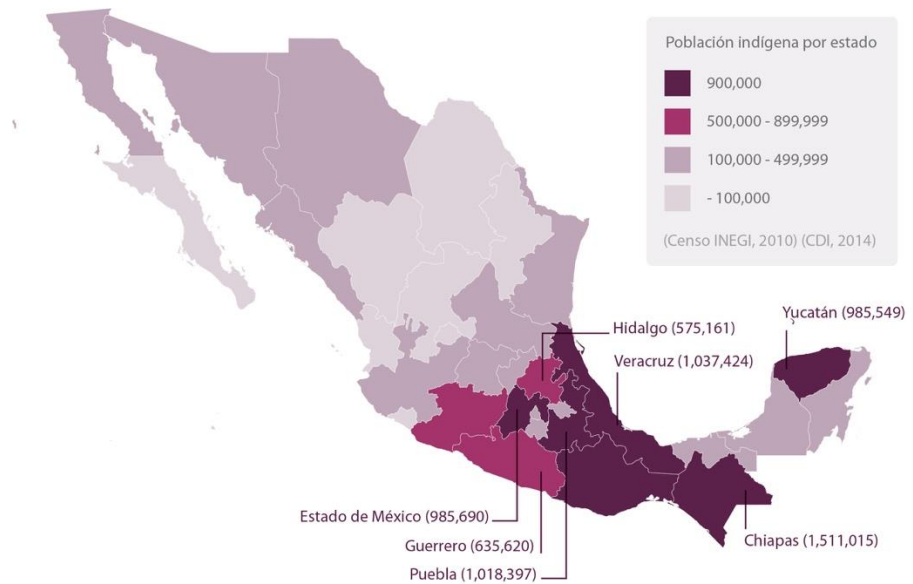 Población indígena por estado
900,000
500,000 - 899,999
100,000 - 499,999
- 100,000
(Censo INEGI, 2010) (CDI, 2014)
Yucatán (985,549)
Hidalgo (575,161)
Veracruz (1,037,424)
Estado de México (985,690)
Guerrero (635,620)
Puebla (1,018,397)
Chiapas (1,511,015)